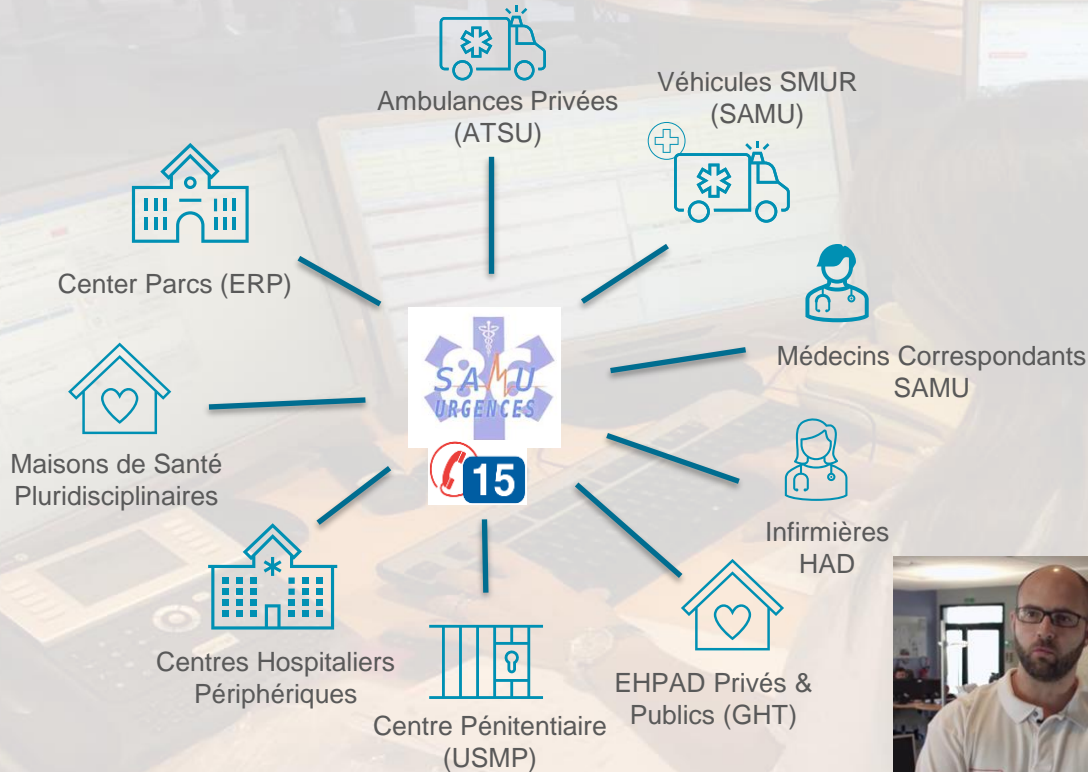 Ambulances Privées
(ATSU)
Véhicules SMUR
(SAMU)
Center Parcs (ERP)
Médecins Correspondants
SAMU
SAMU
URGENCES
15
Maisons de Santé
Pluridisciplinaires
Infirmières
HAD
Centres Hospitaliers
Périphériques
Centre Pénitentiaire
(USMP)
EHPAD Privés &
Publics (GHT)